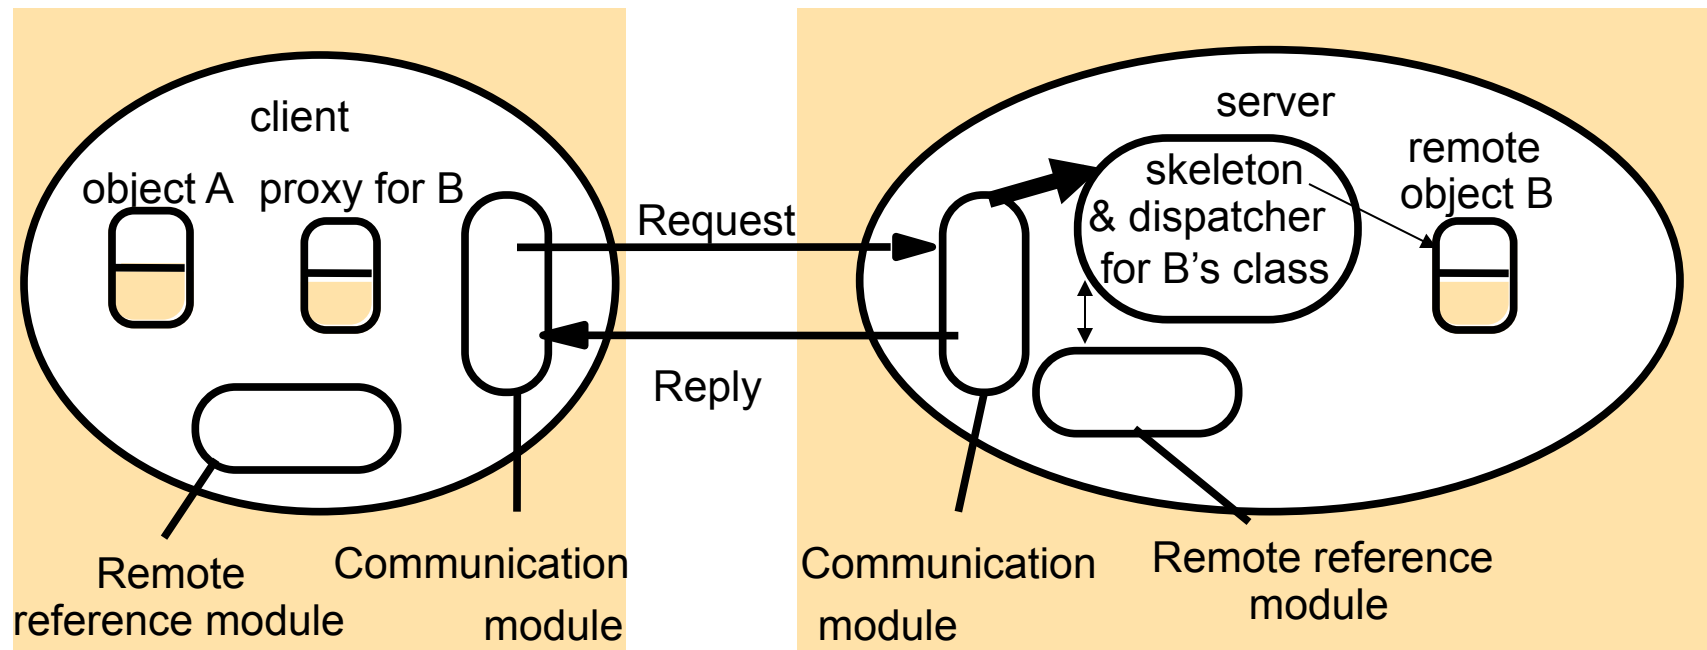 client
object A
proxy for B
Request
Reply
Remote
reference module
Communication
module
server
skeleton
& dispatcher
for B’s class
remote
object B
Communication
module
Remote reference
module